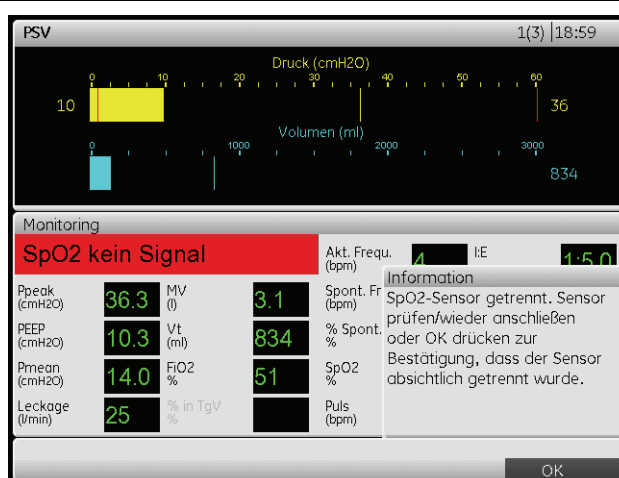 PSV 1(3) 18:59
Druck (cmH2O)
0 10 20 30 40 50 60
10 36
Volumen (ml)
0 1000 2000 3000
834
Monitoring
SpO2 kein Signal
Akt. Frequ. (bpm) 4 I:E 1:5.0
Ppeak (cmH2O) 36.3 MV (l) 3.1 Spont. Fr
PEEP (cmH2O) 10.3 Vt (ml) 834 % Spont. %
Pmean (cmH2O) 14.0 FiO2 % 51 SpO2 %
Leckage (l/min) 25 % in TgV % Puls (bpm)
Information
SpO2-Sensor getrennt. Sensor
prüfen/wieder anschließen
oder OK drücken zur
Bestätigung, dass der Sensor
absichtlich getrennt wurde.
OK